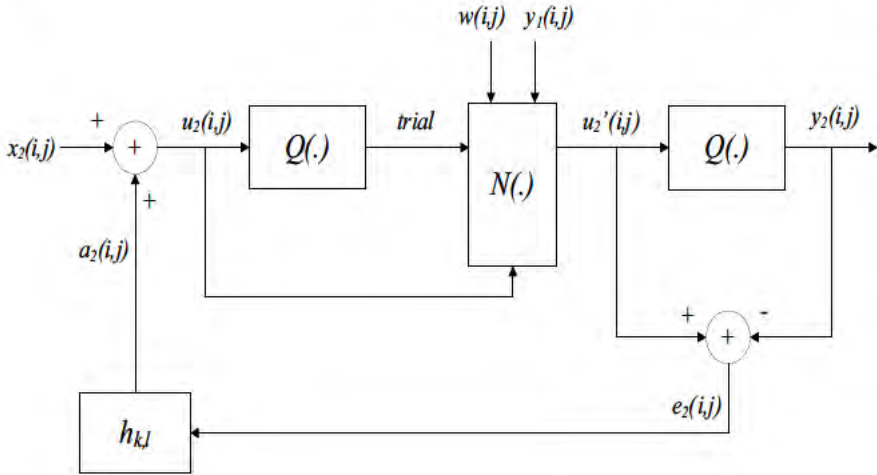 w(i,j) y₁(i,j)
+ u₂(i,j) trial u₂'(i,j) y₂(i,j)
x₂(i,j) + Q(.) N(.) Q(.)
+
a₂(i,j)
+ -
+
e₂(i,j)
hₖ,ₗ